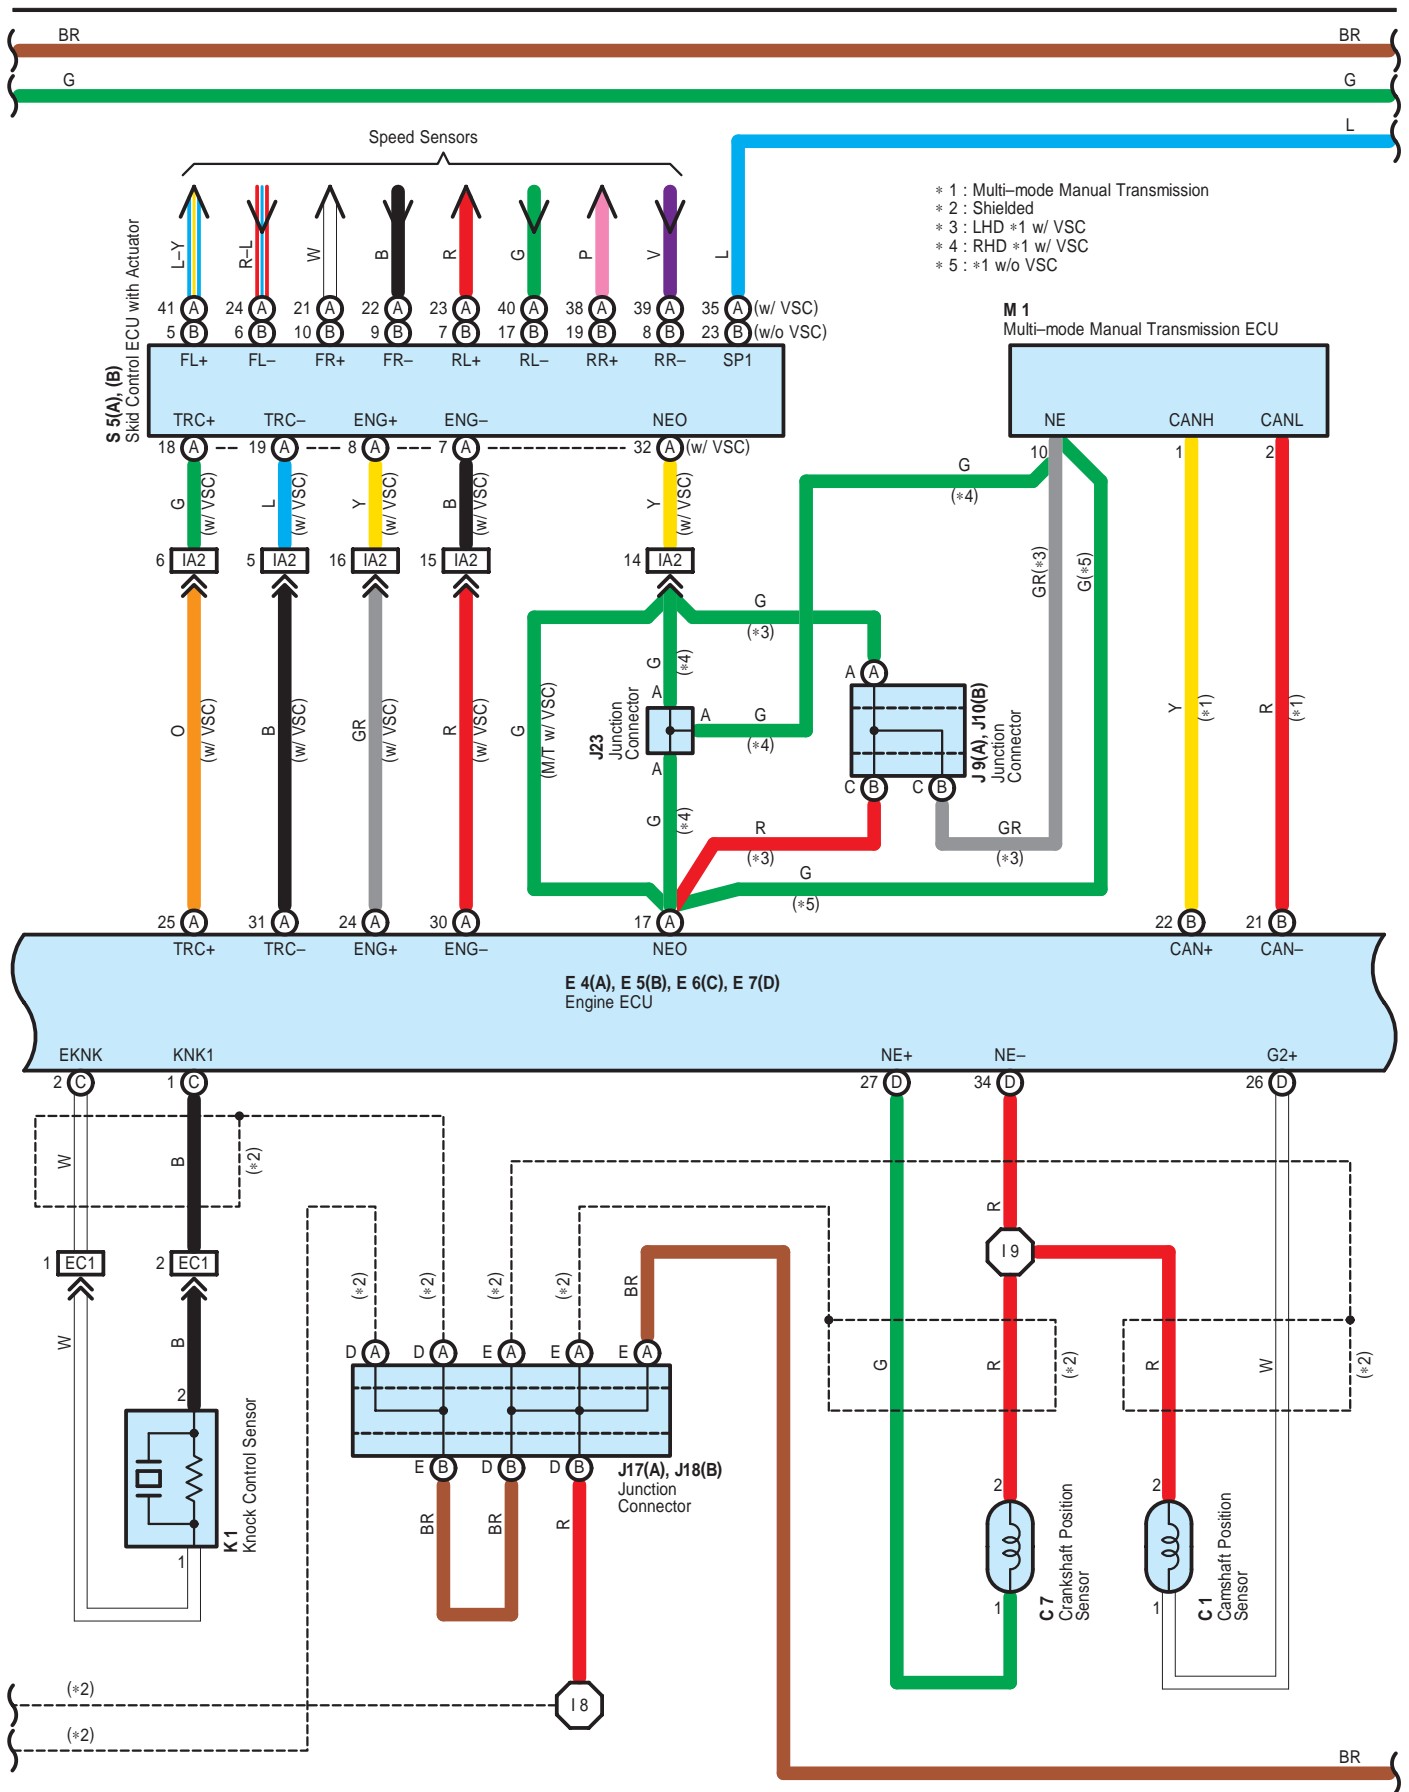 BR BR
G G
L
Speed Sensors
∗ 1 : Multi–mode Manual Transmission
∗ 2 : Shielded
∗ 3 : LHD ∗1 w/ VSC
∗ 4 : RHD ∗1 w/ VSC
∗ 5 : ∗1 w/o VSC
L–Y R–L W B R G P V L
41 A 24 A 21 A 22 A 23 A 40 A 38 A 39 A 35 A (w/ VSC)
5 B 6 B 10 B 9 B 7 B 17 B 19 B 8 B 23 B (w/o VSC)
FL+ FL– FR+ FR– RL+ RL– RR+ RR– SP1
S 5(A), (B)
Skid Control ECU with Actuator
TRC+ TRC– ENG+ ENG– NEO
18 A 19 A 8 A 7 A 32 A (w/ VSC)
M 1
Multi–mode Manual Transmission ECU
NE CANH CANL
10 1 2
G (w/ VSC) L (w/ VSC) Y (w/ VSC) B (w/ VSC) Y (w/ VSC)
G
(∗4)
6 IA2 5 IA2 16 IA2 15 IA2 14 IA2
GR(∗3) G(∗5)
G
(∗3)
G (∗4)
A A
A
A G
(∗4)
J23
Junction
Connector
A
G (∗4)
O (w/ VSC) B (w/ VSC) GR (w/ VSC) R (w/ VSC) G (M/T w/ VSC)
J 9(A), J10(B)
Junction
Connector
C B C B
Y (∗1) R (∗1)
R
(∗3)
GR
(∗3)
G
(∗5)
25 A 31 A 24 A 30 A 17 A 22 B 21 B
TRC+ TRC– ENG+ ENG– NEO CAN+ CAN–
E 4(A), E 5(B), E 6(C), E 7(D)
Engine ECU
EKNK KNK1 NE+ NE– G2+
2 C 1 C 27 D 34 D 26 D
W B (∗2)
R
1 EC1 2 EC1
I 9
(∗2) (∗2) (∗2) (∗2) BR
W B
D A D A E A E A E A
G R (∗2) R W (∗2)
2
K 1
Knock Control Sensor
1
E B D B D B
J17(A), J18(B)
Junction
Connector
BR BR R
2 2
C 7
Crankshaft Position
Sensor
1
C 1
Camshaft Position
Sensor
1
(∗2)
I 8
(∗2)
BR